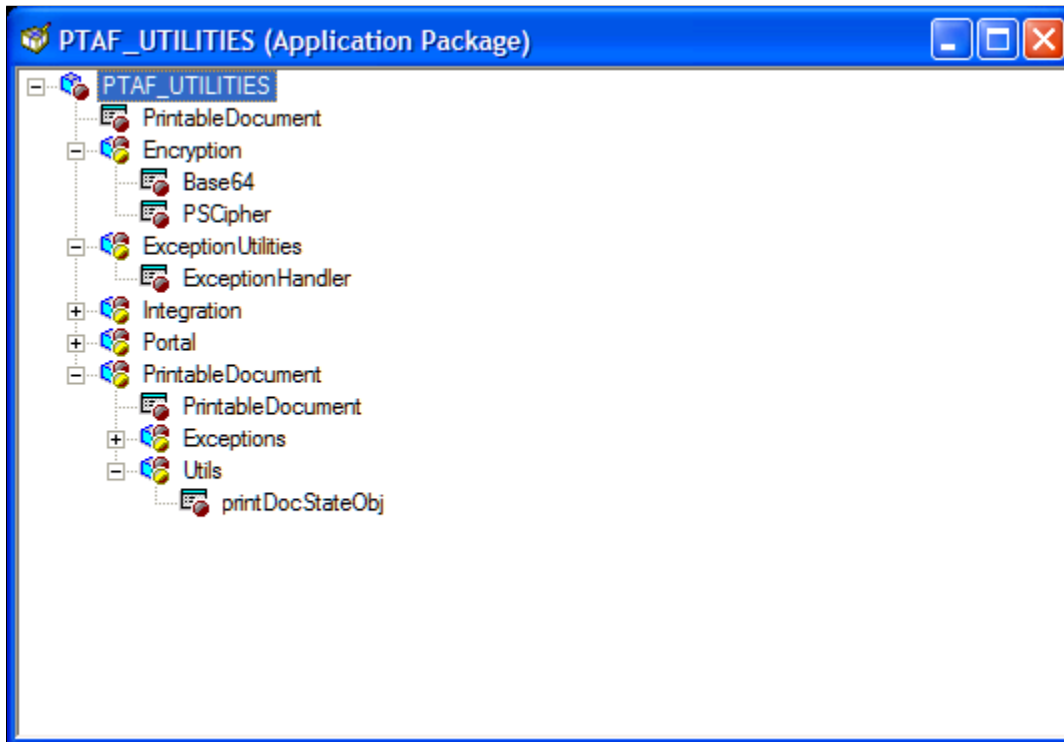 PTAF_UTILITIES (Application Package)
PTAF_UTILITIES
PrintableDocument
Encryption
Base64
PSCipher
ExceptionUtilities
ExceptionHandler
Integration
Portal
PrintableDocument
PrintableDocument
Exceptions
Utils
printDocStateObj